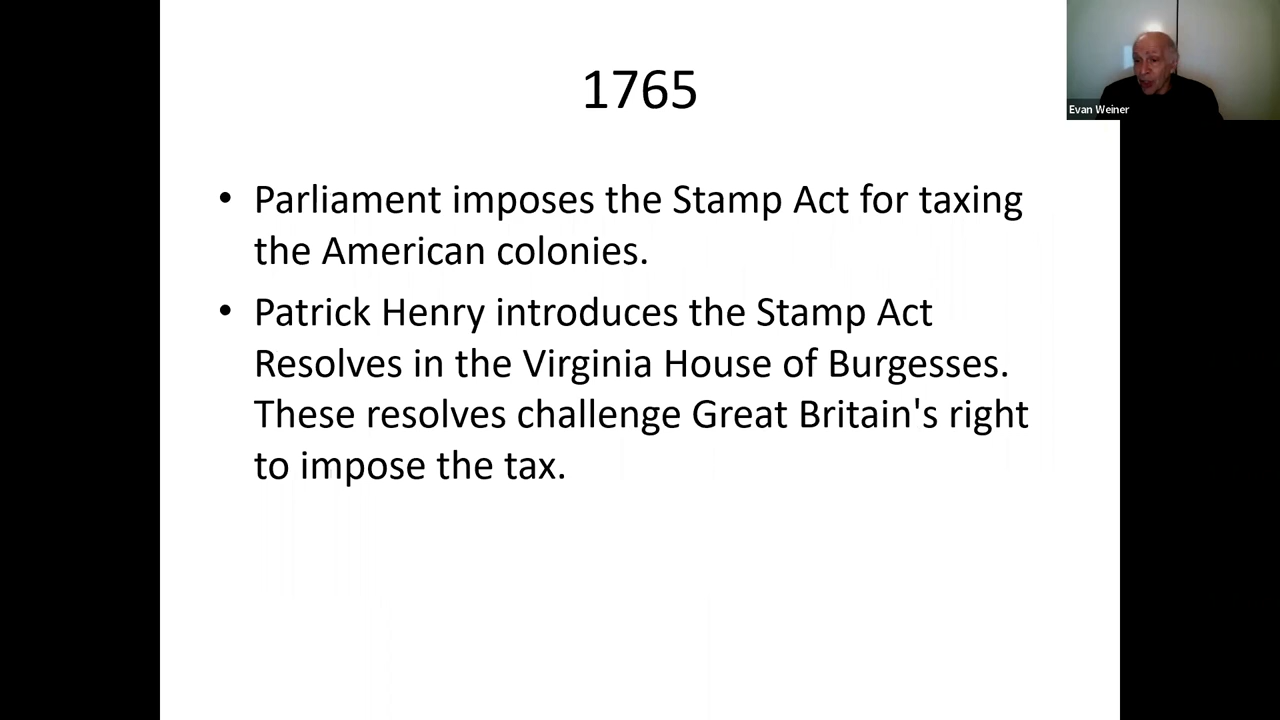 1765
• Parliament imposes the Stamp Act for taxing
the American colonies.
• Patrick Henry introduces the Stamp Act
Resolves in the Virginia House of Burgesses.
These resolves challenge Great Britain's right
to impose the tax.
Evan Weiner